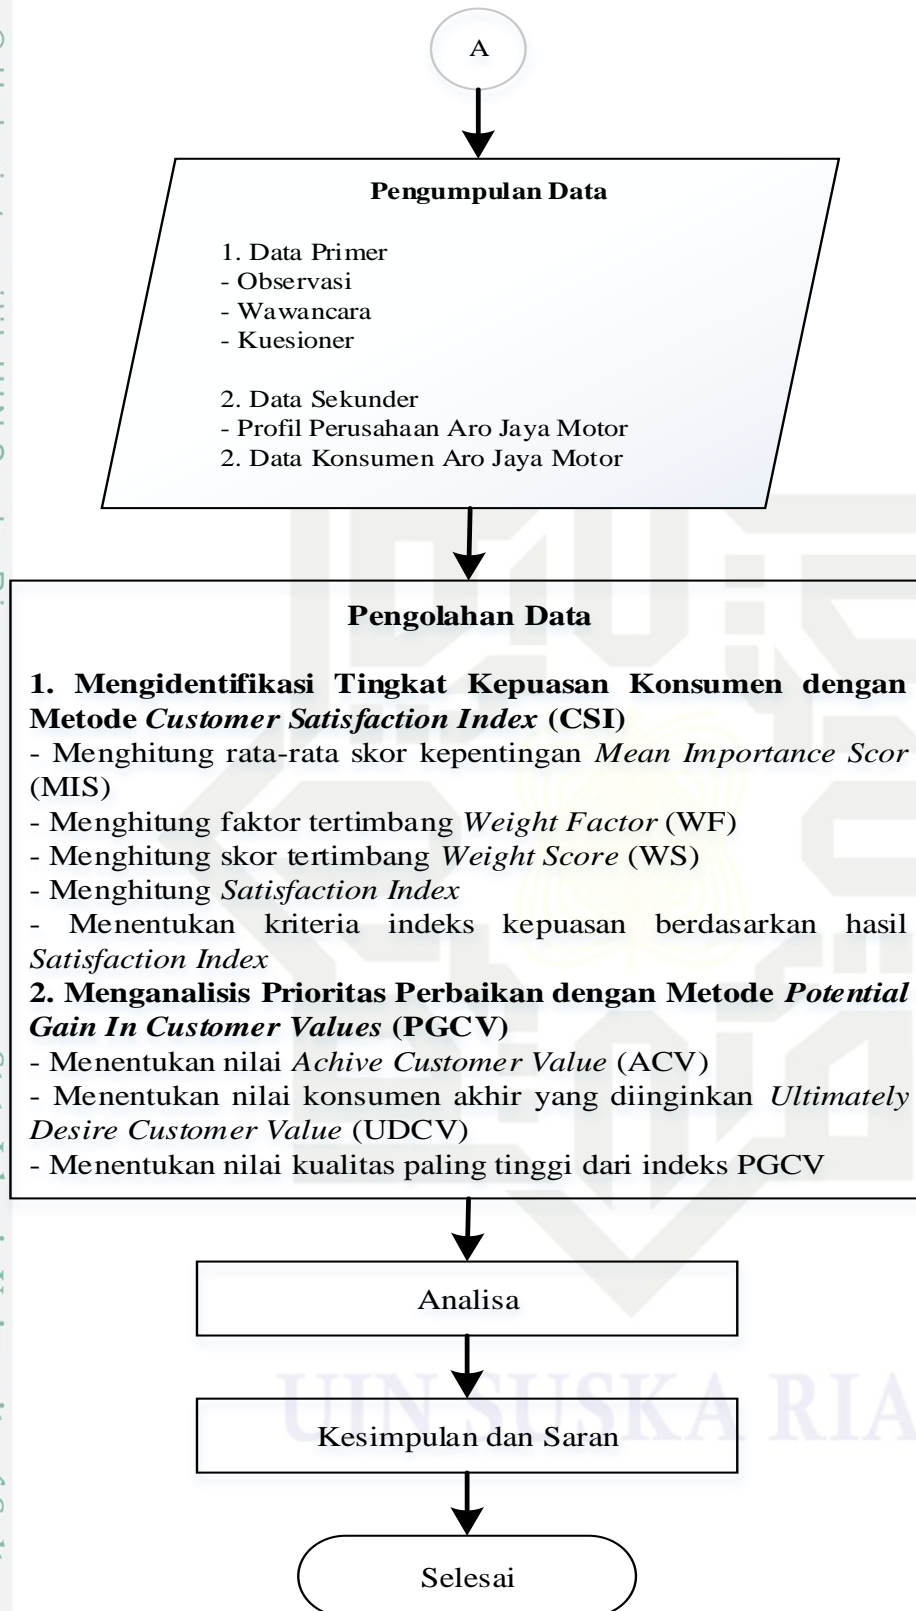 A
Pengumpulan Data
1. Data Primer
- Observasi
- Wawancara
- Kuesioner
2. Data Sekunder
- Profil Perusahaan Aro Jaya Motor
2. Data Konsumen Aro Jaya Motor
Pengolahan Data
1. Mengidentifikasi Tingkat Kepuasan Konsumen dengan
Metode Customer Satisfaction Index (CSI)
- Menghitung rata-rata skor kepentingan Mean Importance Scor
(MIS)
- Menghitung faktor tertimbang Weight Factor (WF)
- Menghitung skor tertimbang Weight Score (WS)
- Menghitung Satisfaction Index
- Menentukan kriteria indeks kepuasan berdasarkan hasil
Satisfaction Index
2. Menganalisis Prioritas Perbaikan dengan Metode Potential
Gain In Customer Values (PGCV)
- Menentukan nilai Achive Customer Value (ACV)
- Menentukan nilai konsumen akhir yang diinginkan Ultimately
Desire Customer Value (UDCV)
- Menentukan nilai kualitas paling tinggi dari indeks PGCV
Analisa
UIN SUSKA RIA
Kesimpulan dan Saran
Selesai